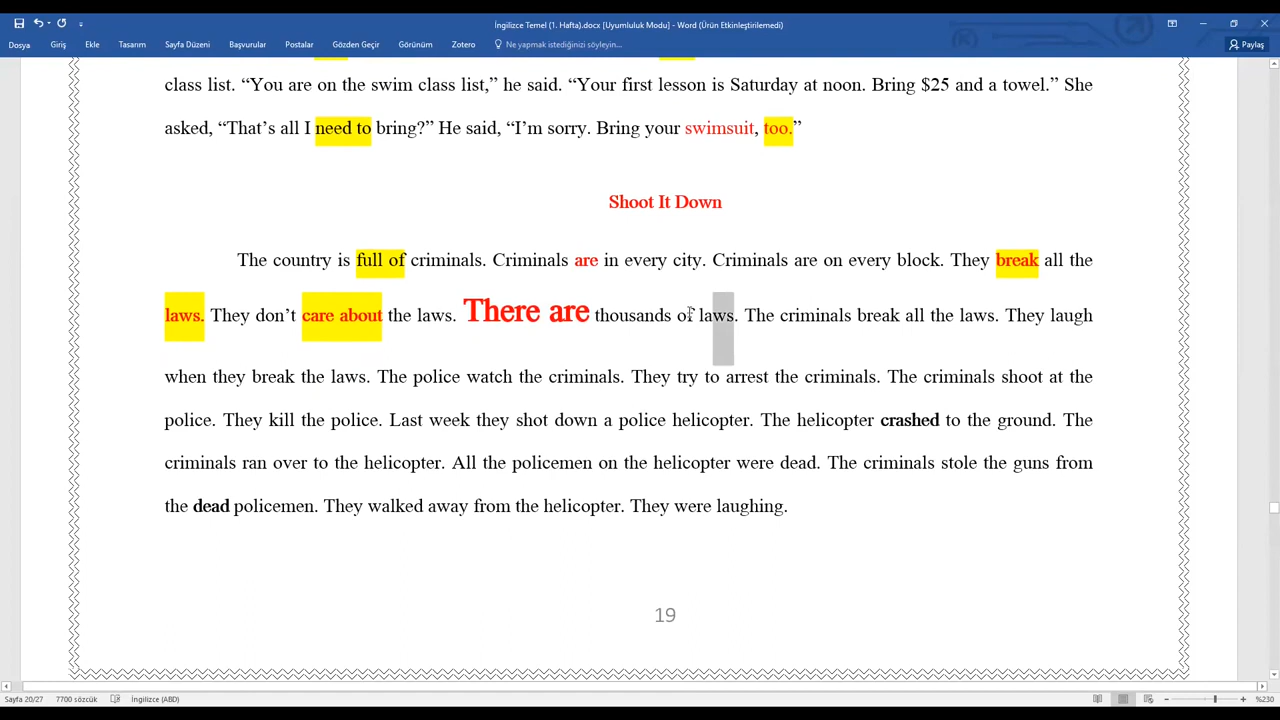 İngilizce Temel (1. Hafta).docx [Uyumluluk Modu] - Word (Ürün Etkinleştirilemedi)
Dosya Giriş Ekle Tasarım Sayfa Düzeni Başvurular Postalar Gözden Geçir Görünüm Zotero Ne yapmak istediğinizi söyleyin... Paylaş
class list. “You are on the swim class list,” he said. “Your first lesson is Saturday at noon. Bring $25 and a towel.” She
asked, “That’s all I need to bring?” He said, “I’m sorry. Bring your swimsuit, too.”
Shoot It Down
The country is full of criminals. Criminals are in every city. Criminals are on every block. They break all the
laws. They don’t care about the laws. There are thousands of laws. The criminals break all the laws. They laugh
when they break the laws. The police watch the criminals. They try to arrest the criminals. The criminals shoot at the
police. They kill the police. Last week they shot down a police helicopter. The helicopter crashed to the ground. The
criminals ran over to the helicopter. All the policemen on the helicopter were dead. The criminals stole the guns from
the dead policemen. They walked away from the helicopter. They were laughing.
19
Sayfa 20/27 7700 sözcük İngilizce (ABD) %230